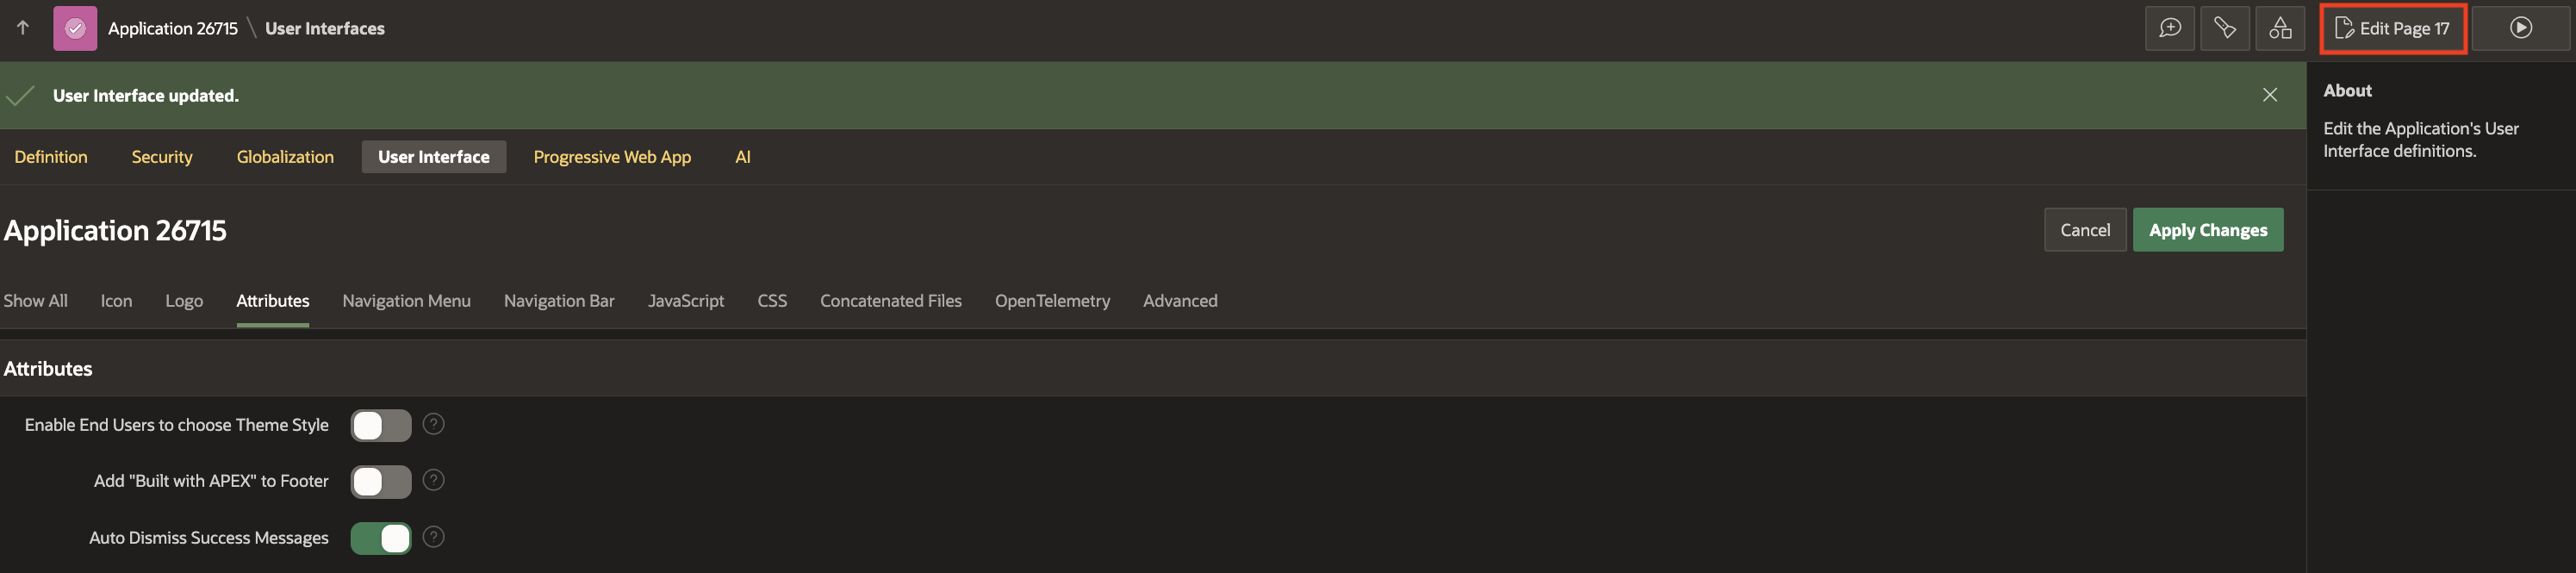 Application 26715 \ User Interfaces
Edit Page 17
User Interface updated.
About
Edit the Application's User
Interface definitions.
Definition Security Globalization User Interface Progressive Web App AI
Application 26715
Cancel Apply Changes
Show All Icon Logo Attributes Navigation Menu Navigation Bar JavaScript CSS Concatenated Files OpenTelemetry Advanced
Attributes
Enable End Users to choose Theme Style
Add "Built with APEX" to Footer
Auto Dismiss Success Messages